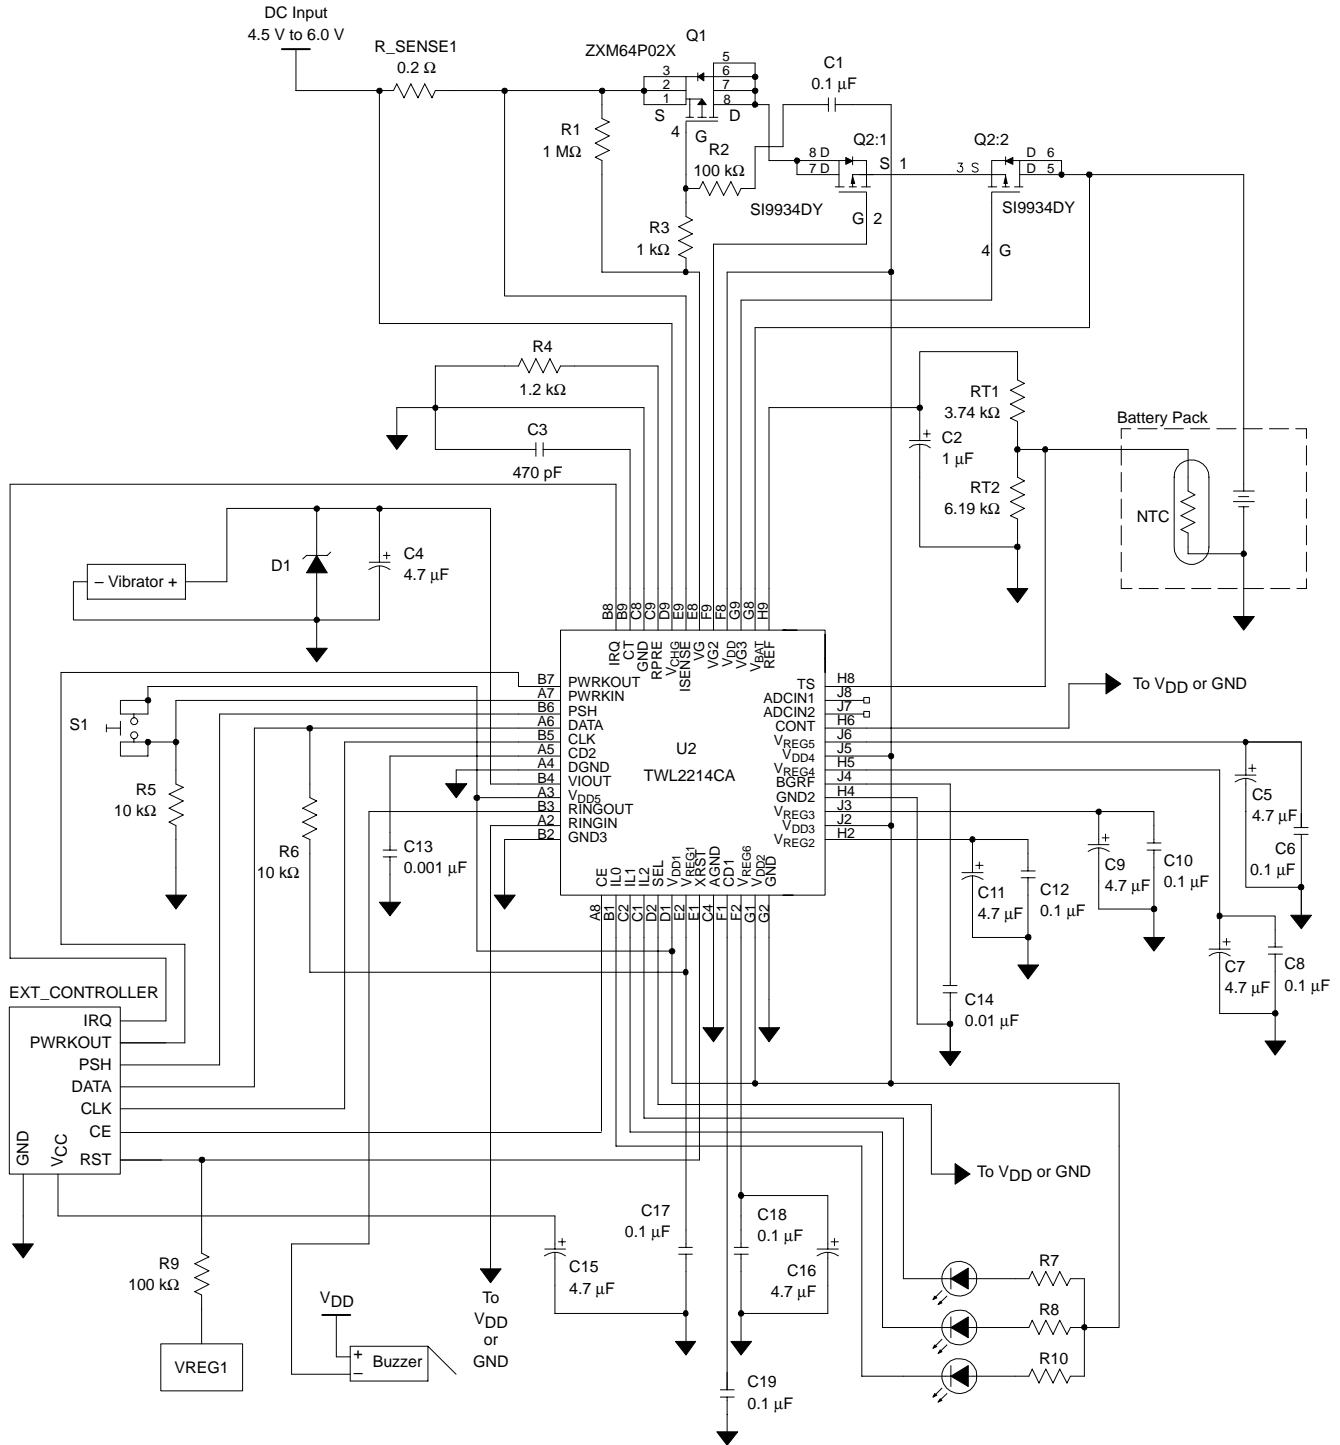 DC Input
4.5 V to 6.0 V
R_SENSE1
0.2 Ω
Q1
ZXM64P02X
3
2
1
S
5
6
7
8
D
4
G
C1
0.1 µF
R1
1 MΩ
R2
100 kΩ
R3
1 kΩ
Q2:1
8 D
7 D
S 1
SI9934DY
G 2
Q2:2
3 S
D 6
D 5
SI9934DY
4 G
R4
1.2 kΩ
C3
470 pF
RT1
3.74 kΩ
C2
+
1 µF
RT2
6.19 kΩ
Battery Pack
NTC
– Vibrator +
D1
C4
+
4.7 µF
B8
B9
C8
C9
D9
E9
E8
F9
F8
G9
G8
H9
IRQ
CT
GND
RPRE
VCHG
ISENSE
VG
VG2
VDD
VG3
VBAT
REF
B7 PWRKOUT
A7 PWRKIN
B6 PSH
A6 DATA
B5 CLK
A5 CD2
A4 DGND
B4 VIOUT
A3 VDD5
B3 RINGOUT
A2 RINGIN
B2 GND3
U2
TWL2214CA
TS H8
ADCIN1 J8
ADCIN2 J7
CONT H6
VREG5 J6
VDD4 J5
VREG4 H5
BGRF J4
GND2 H4
VREG3 J3
VDD3 J2
VREG2 H2
CE
IL0
IL1
IL2
SEL
VDD1
VREG1
XRST
AGND
CD1
VREG6
VDD2
GND
A8
B1
C2
C1
D2
D1
E2
E1
C4
F1
F2
G1
G2
To VDD or GND
S1
R5
10 kΩ
R6
10 kΩ
C13
0.001 µF
+
C5
4.7 µF
C6
0.1 µF
+
C9
4.7 µF
C10
0.1 µF
+
C11
4.7 µF
C12
0.1 µF
+
C7
4.7 µF
C8
0.1 µF
C14
0.01 µF
EXT_CONTROLLER
IRQ
PWRKOUT
PSH
DATA
CLK
CE
RST
GND
VCC
To VDD or GND
R9
100 kΩ
VREG1
VDD
+
–
Buzzer
To
VDD
or
GND
+
C15
4.7 µF
C17
0.1 µF
C18
0.1 µF
+
C16
4.7 µF
C19
0.1 µF
R7
R8
R10